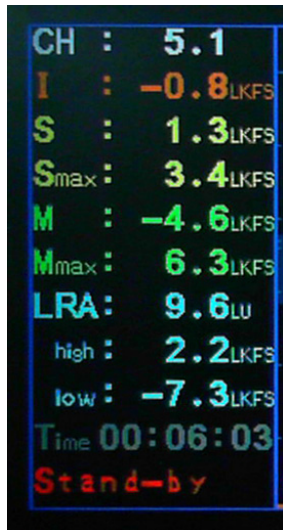 CH : 5.1
I : -0.8LKFS
S : 1.3LKFS
Smax: 3.4LKFS
M : -4.6LKFS
Mmax: 6.3LKFS
LRA: 9.6LU
high: 2.2LKFS
low: -7.3LKFS
Time 00:06:03
Stand-by